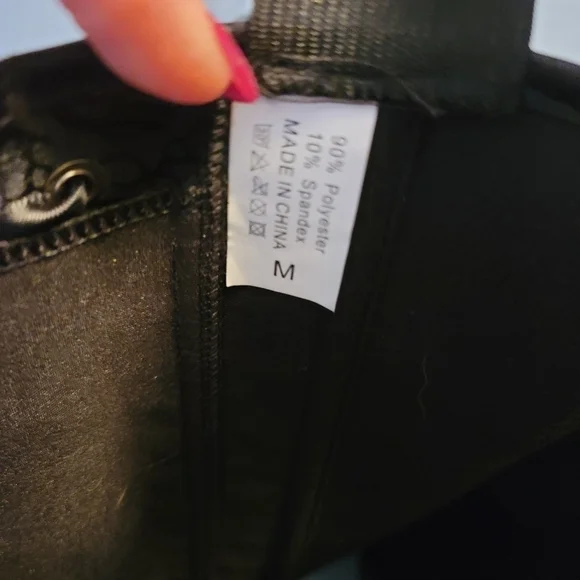 90% Polyester
10% Spandex
MADE IN CHINA
M